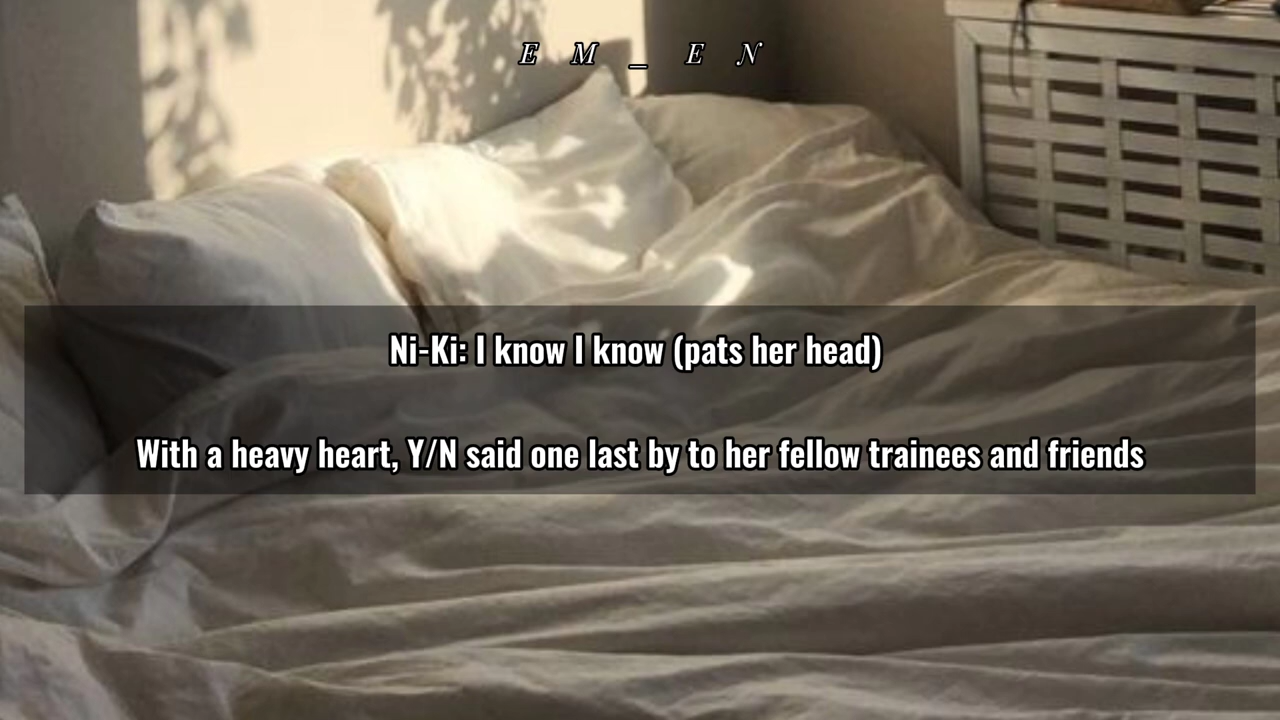 E M _ E N
Ni-Ki: I know I know (pats her head)
With a heavy heart, Y/N said one last by to her fellow trainees and friends